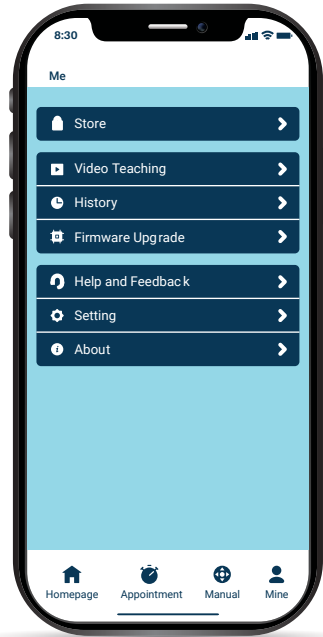 8:30
Me
Store
Video Teaching
History
Firmware Upgrade
Help and Feedback
Setting
About
Homepage Appointment Manual Mine